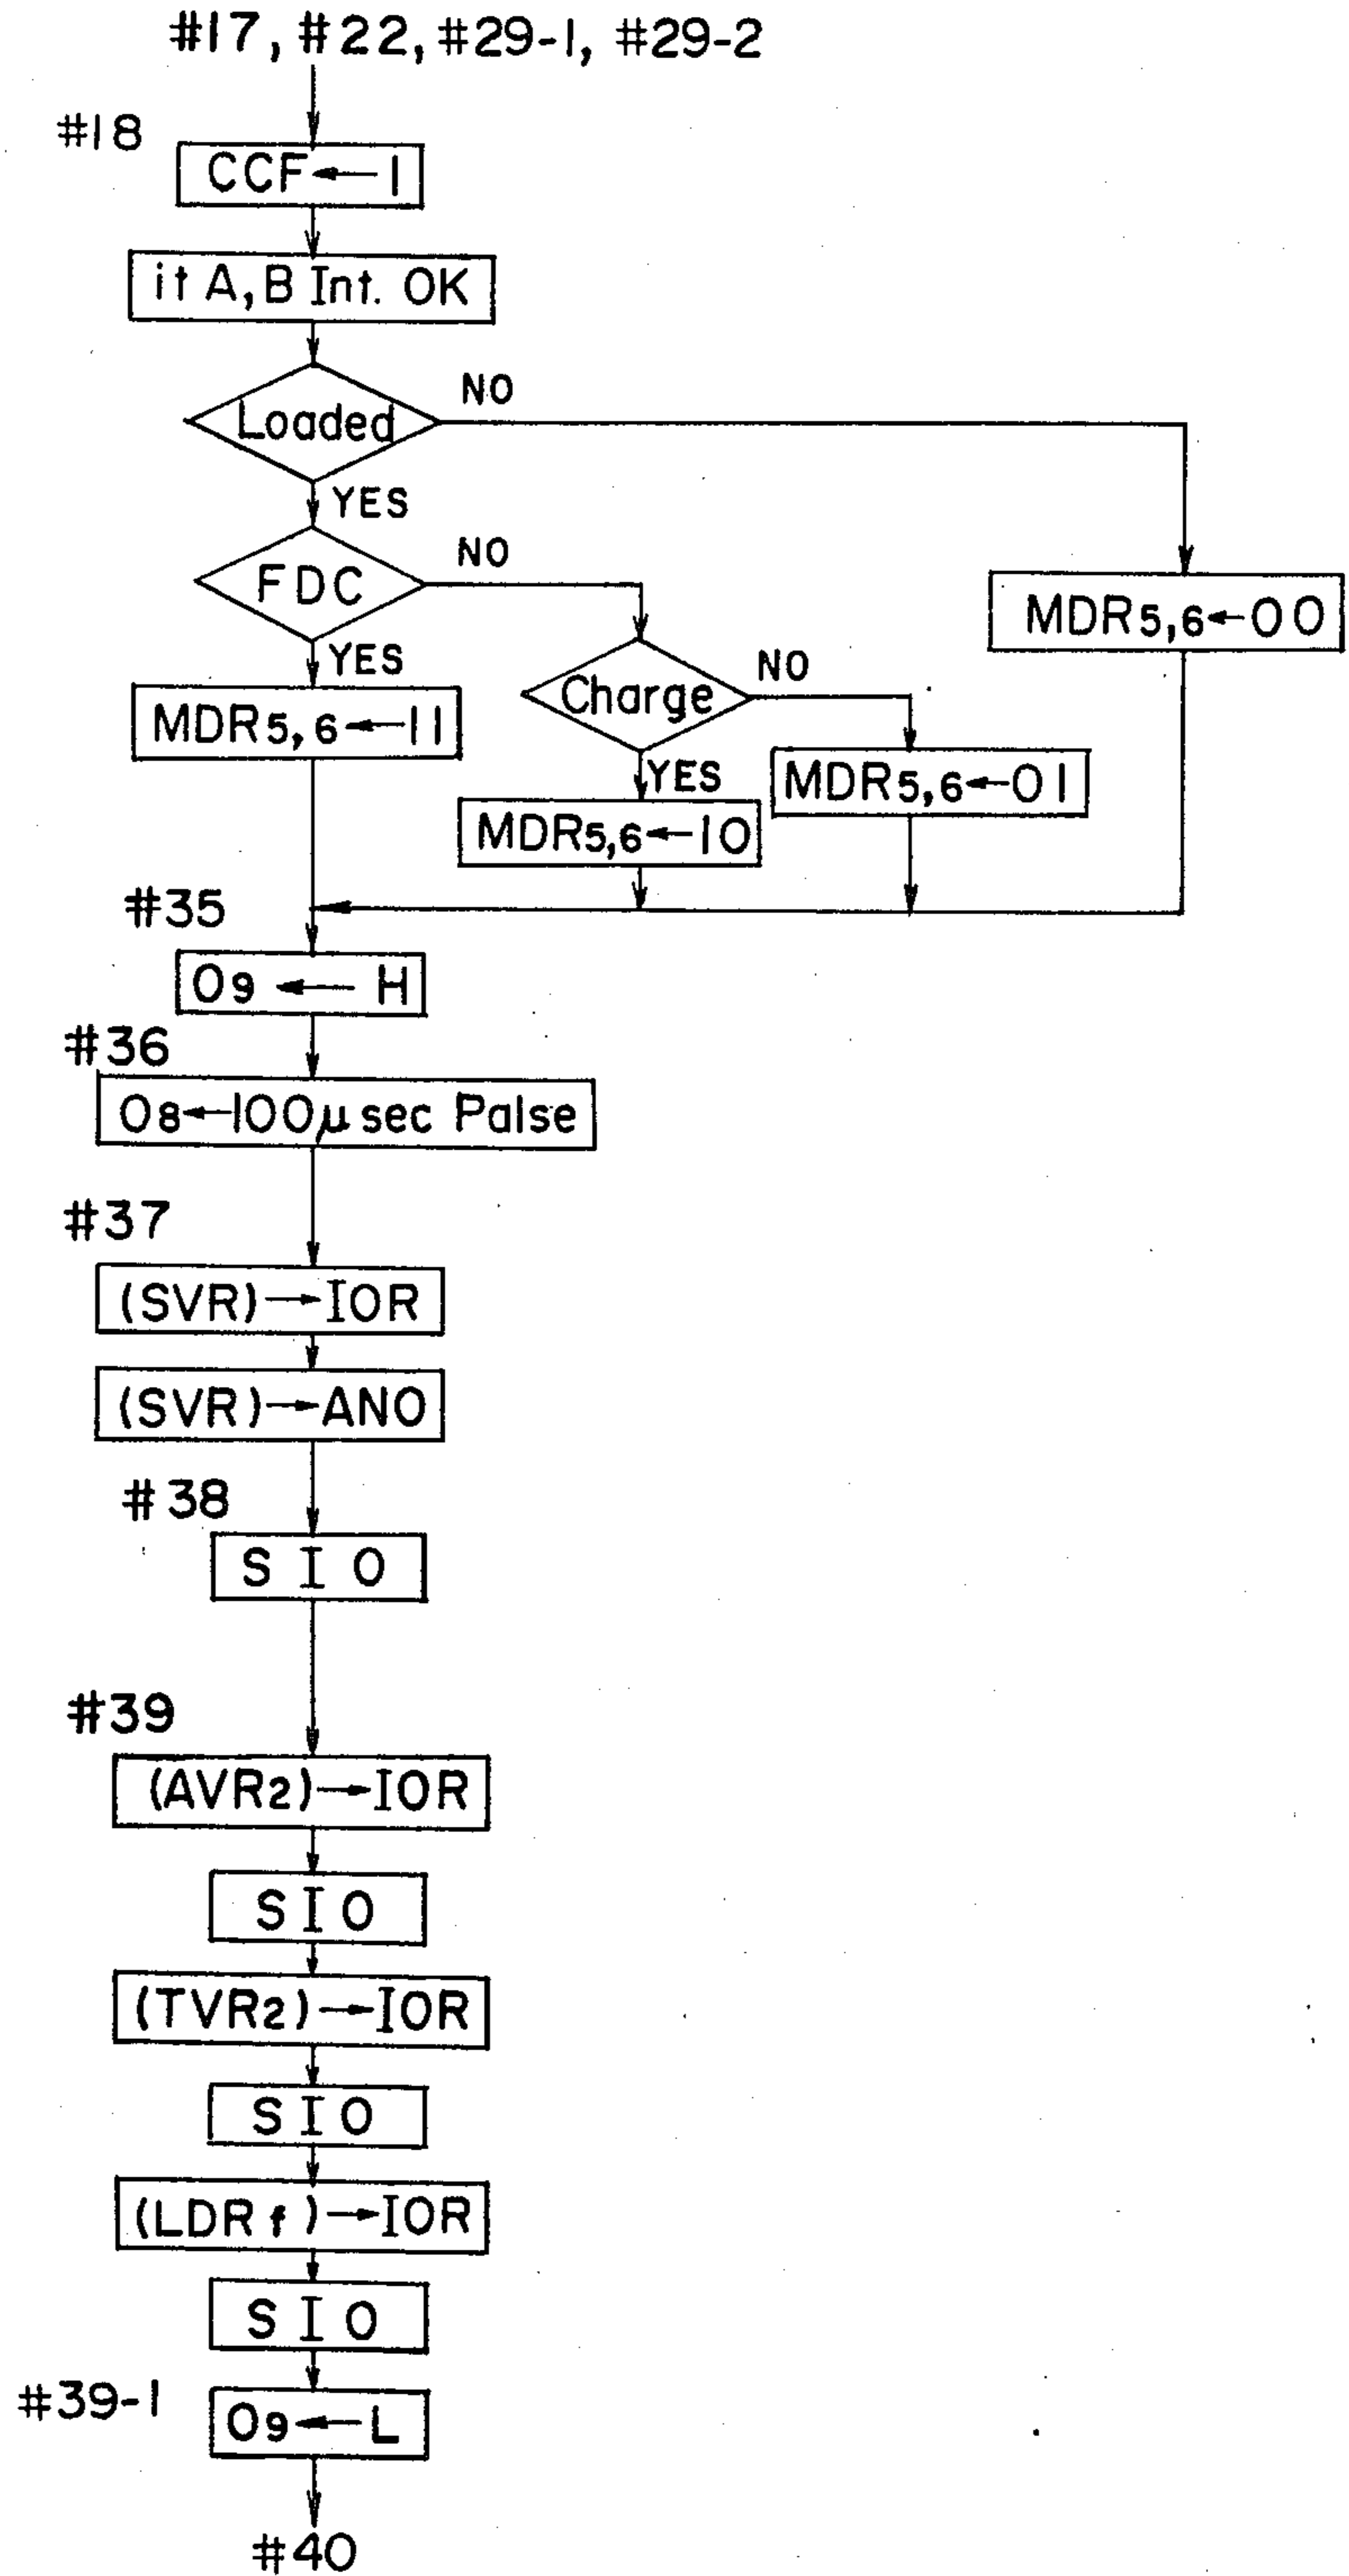 #17, #22, #29-1, #29-2
#18
CCF←1
it A, B Int. OK
Loaded
NO
YES
FDC
NO
MDR5,6←00
YES
Charge
NO
MDR5,6←11
YES
MDR5,6←01
MDR5,6←10
#35
O9 ← H
#36
O8←100μsec Palse
#37
(SVR)→IOR
(SVR)→ANO
#38
SIO
#39
(AVR2)→IOR
SIO
(TVR2)→IOR
SIO
(LDRf)→IOR
SIO
#39-1
O9←L
#40